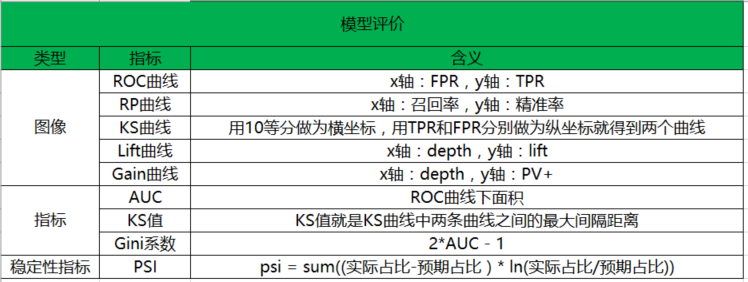 模型评价
类型 指标 含义
图像 ROC曲线 x轴：FPR，y轴：TPR
RP曲线 x轴：召回率，y轴：精准率
KS曲线 用10等分做为横坐标，用TPR和FPR分别做为纵坐标就得到两个曲线
Lift曲线 x轴：depth，y轴：lift
Gain曲线 x轴：depth，y轴：PV+
指标 AUC ROC曲线下面积
KS值 KS值就是KS曲线中两条曲线之间的最大间隔距离
Gini系数 2*AUC - 1
稳定性指标 PSI psi = sum((实际占比-预期占比 ) * ln(实际占比/预期占比))